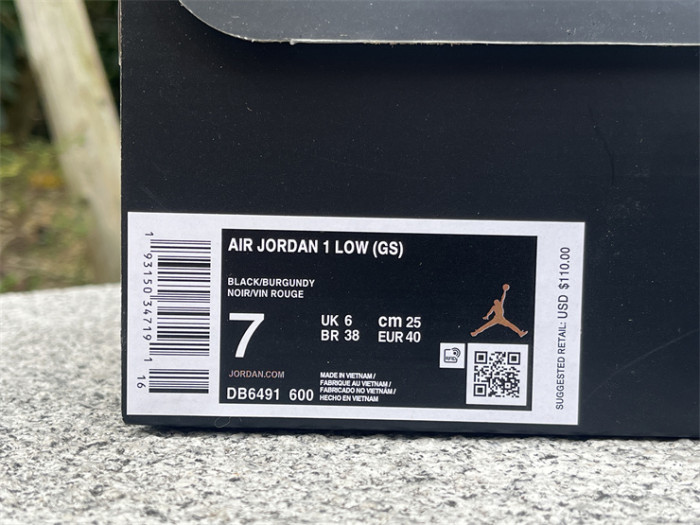 AIR JORDAN 1 LOW (GS)
BLACK/BURGUNDY
NOIR/VIN ROUGE
7
UK 6
cm 25
BR 38
EUR 40
JORDAN.COM
DB6491 600
MADE IN VIETNAM /
FABRIQUE AU VIETNAM /
FABRICADO NO VIETNÃ /
HECHO EN VIETNAM
RFID
SUGGESTED RETAIL: USD $110.00
1 93150 34719 1
16